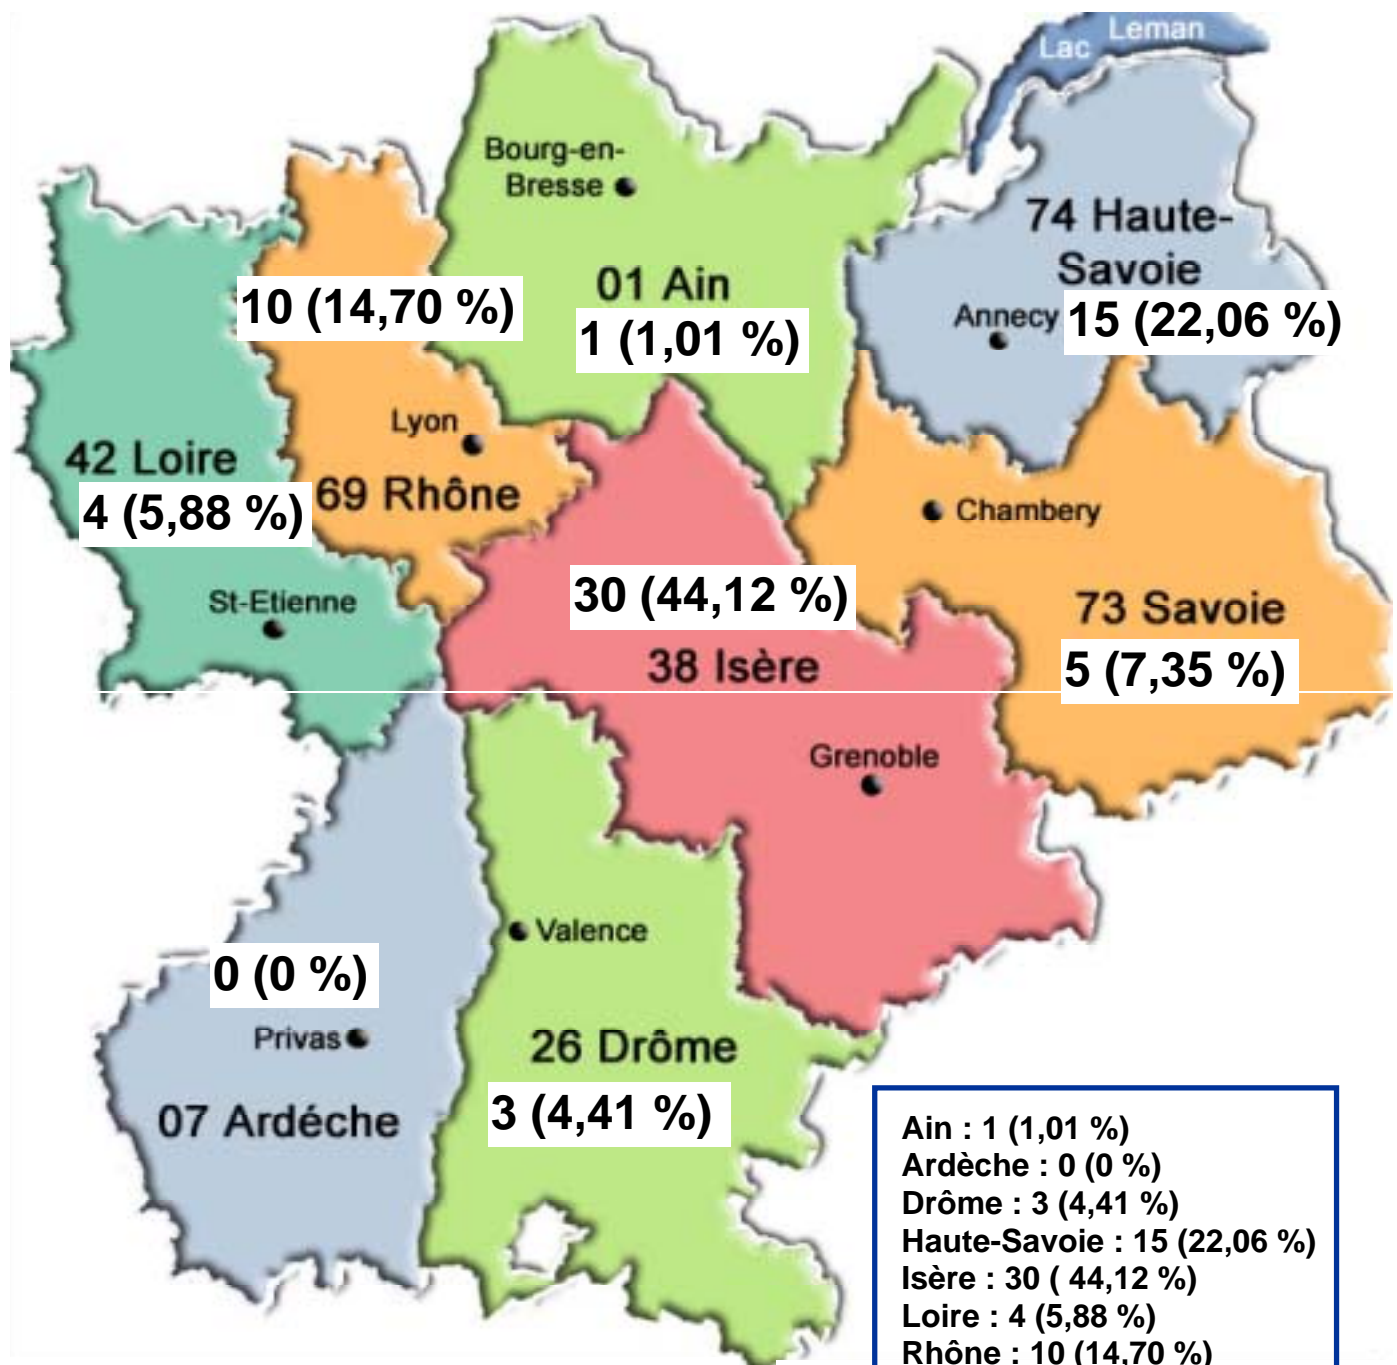 Lac Leman
Bourg-en-
Bresse
74 Haute-
Savoie
01 Ain
10 (14,70 %)
1 (1,01 %)
Annecy
15 (22,06 %)
Lyon
42 Loire
69 Rhône
4 (5,88 %)
Chambery
30 (44,12 %)
St-Etienne
73 Savoie
38 Isère
5 (7,35 %)
Grenoble
Valence
0 (0 %)
Privas
26 Drôme
07 Ardéche
3 (4,41 %)
Ain : 1 (1,01 %)
Ardèche : 0 (0 %)
Drôme : 3 (4,41 %)
Haute-Savoie : 15 (22,06 %)
Isère : 30 ( 44,12 %)
Loire : 4 (5,88 %)
Rhône : 10 (14,70 %)